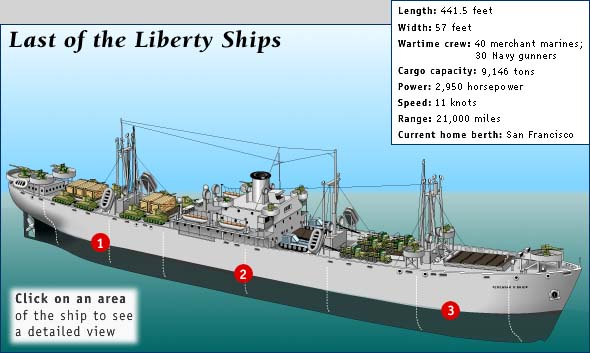 Last of the Liberty Ships
Length: 441.5 feet
Width: 57 feet
Wartime crew: 40 merchant marines;
30 Navy gunners
Cargo capacity: 9,146 tons
Power: 2,950 horsepower
Speed: 11 knots
Range: 21,000 miles
Current home berth: San Francisco
1
2
3
Click on an area
of the ship to see
a detailed view